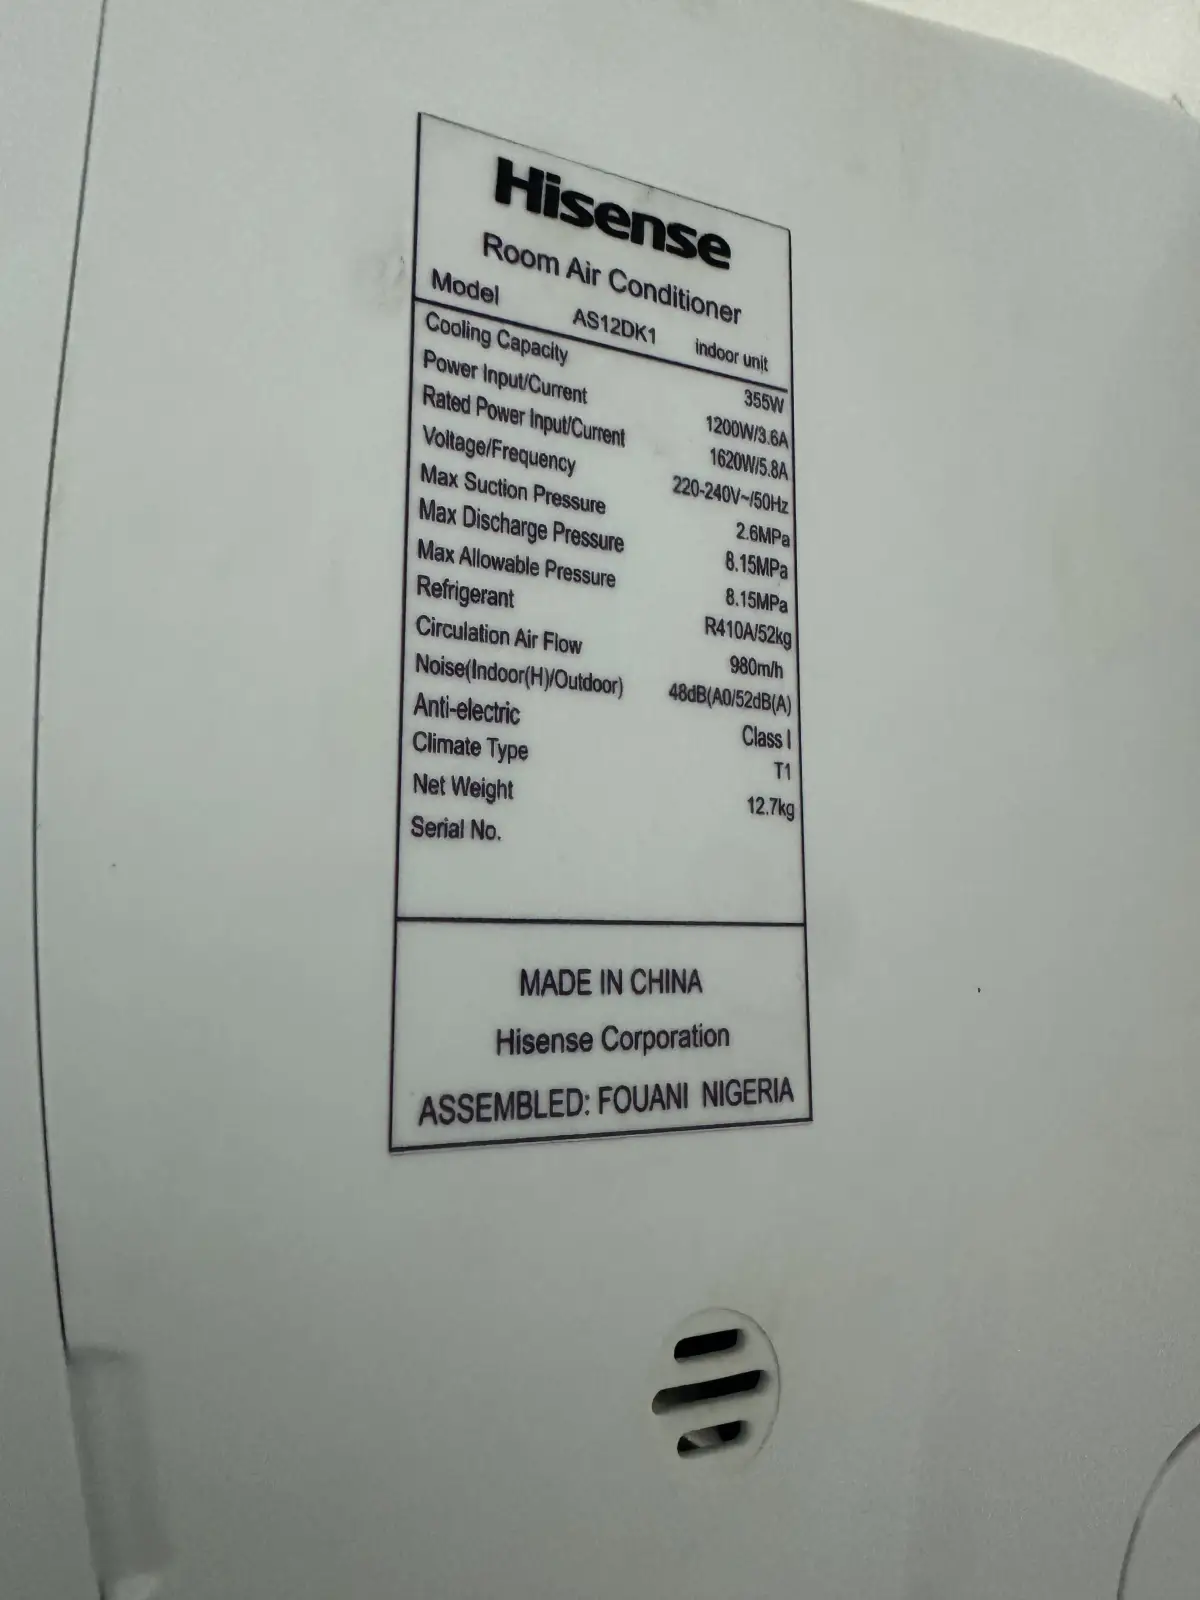 Hisense
Room Air Conditioner
Model AS12DK1 indoor unit
Cooling Capacity 355W
Power Input/Current 1200W/3.6A
Rated Power Input/Current 1620W/5.8A
Voltage/Frequency 220-240V~/50Hz
Max Suction Pressure 2.6MPa
Max Discharge Pressure 8.15MPa
Max Allowable Pressure 8.15MPa
Refrigerant R410A/52kg
Circulation Air Flow 980m/h
Noise(Indoor(H)/Outdoor) 48dB(A0/52dB(A)
Anti-electric Class I
Climate Type T1
Net Weight 12.7kg
Serial No.
MADE IN CHINA
Hisense Corporation
ASSEMBLED: FOUANI NIGERIA